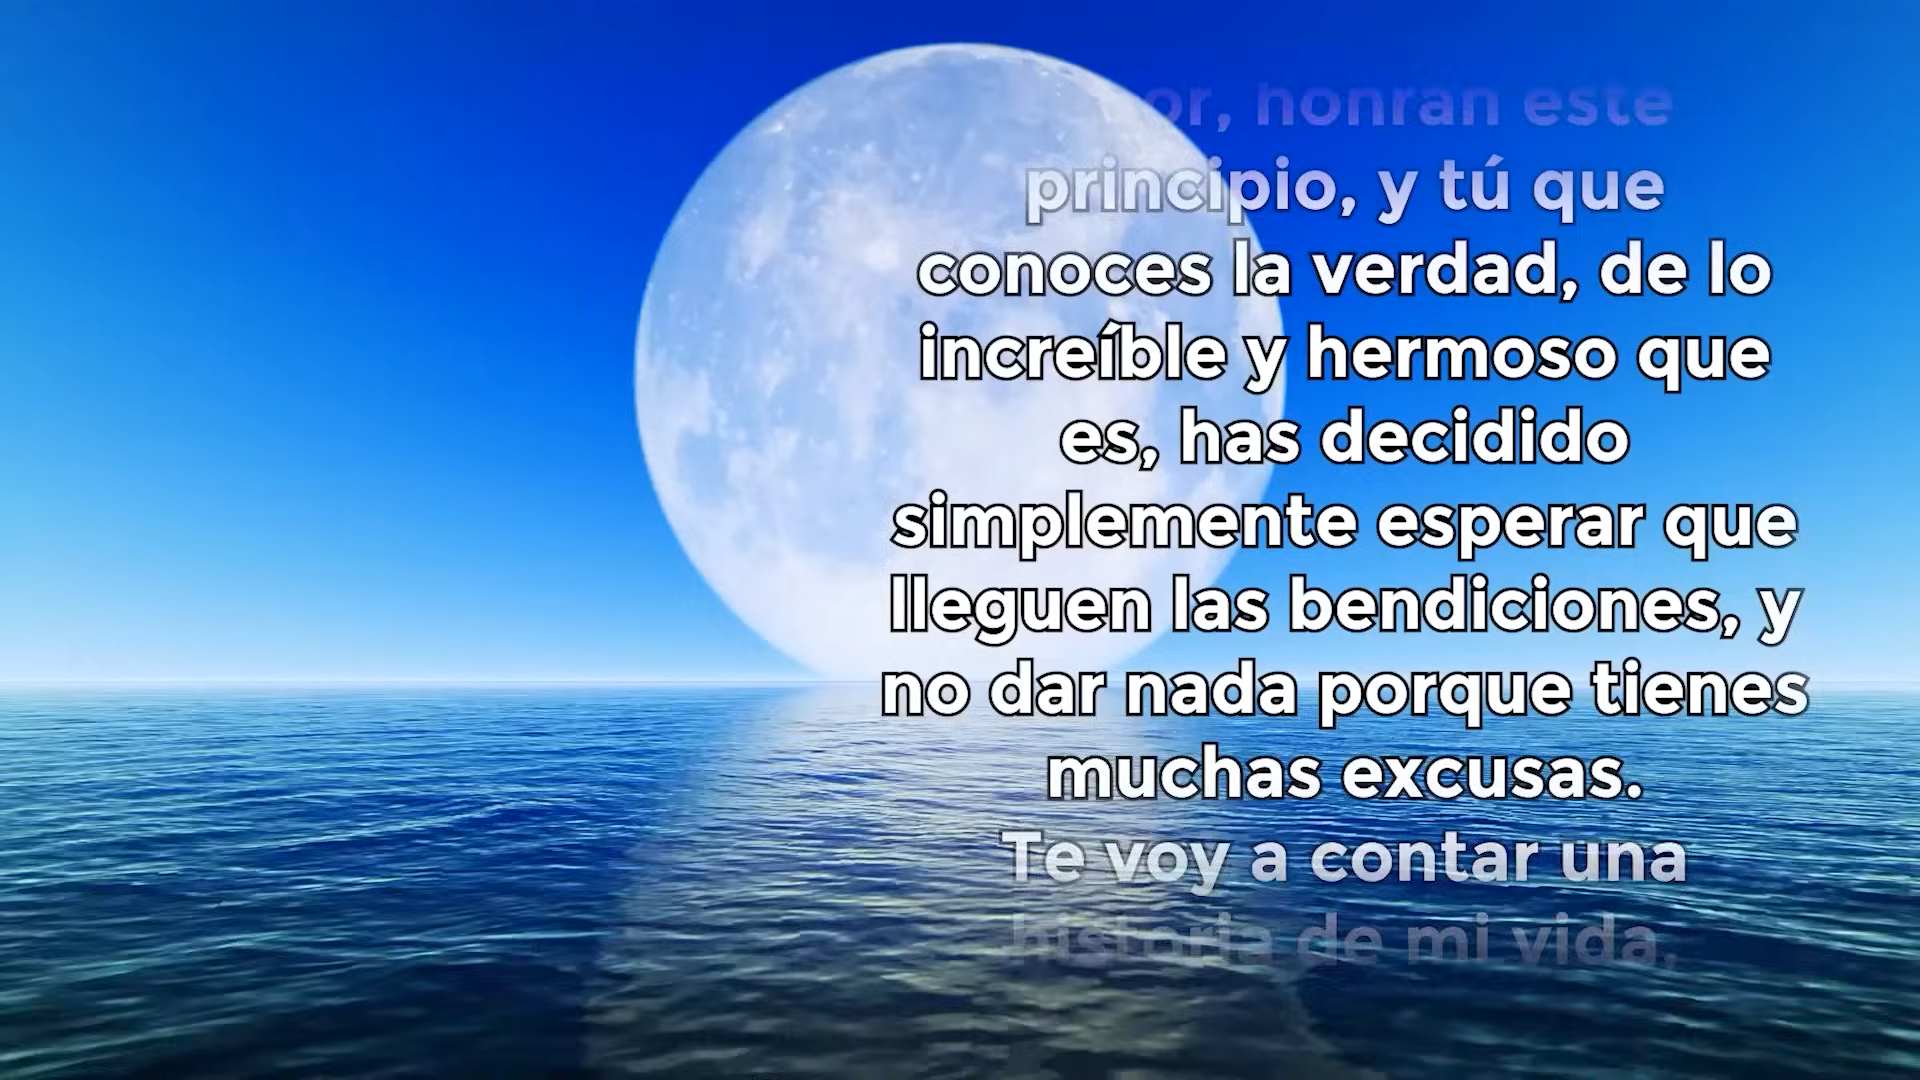 honran este
principio, y tú que
conoces la verdad, de lo
increíble y hermoso que
es, has decidido
simplemente esperar que
lleguen las bendiciones, y
no dar nada porque tienes
muchas excusas.
Te voy a contar una
historia de mi vida,